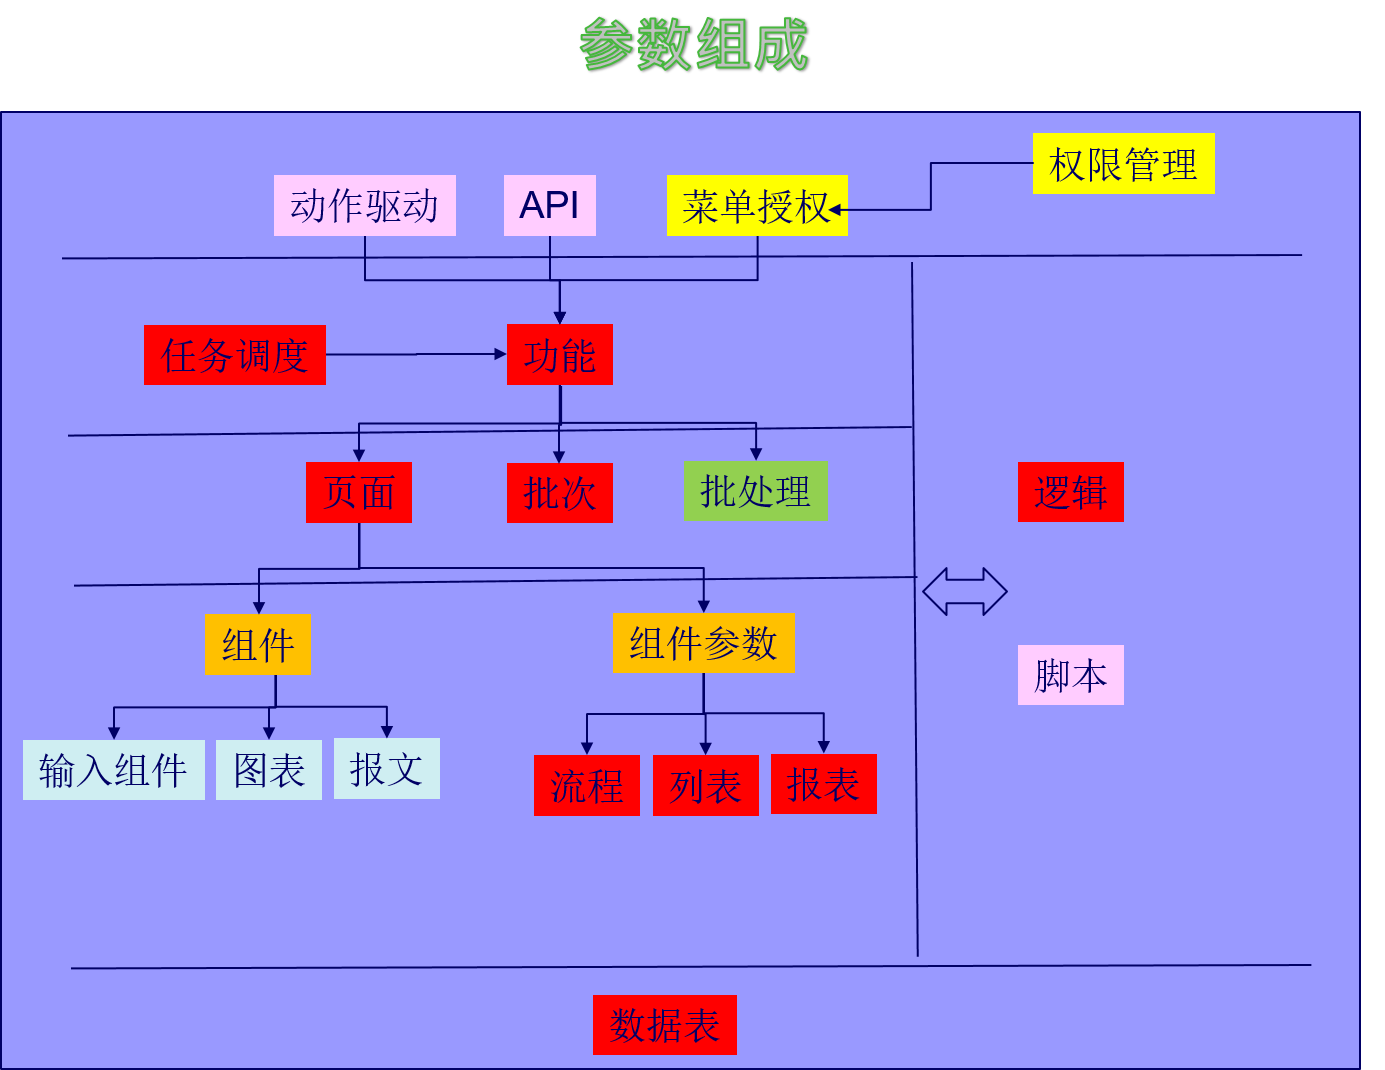 参数组成
权限管理
动作驱动
API
菜单授权
任务调度
功能
页面
批次
批处理
逻辑
组件
组件参数
脚本
输入组件
图表
报文
流程
列表
报表
数据表